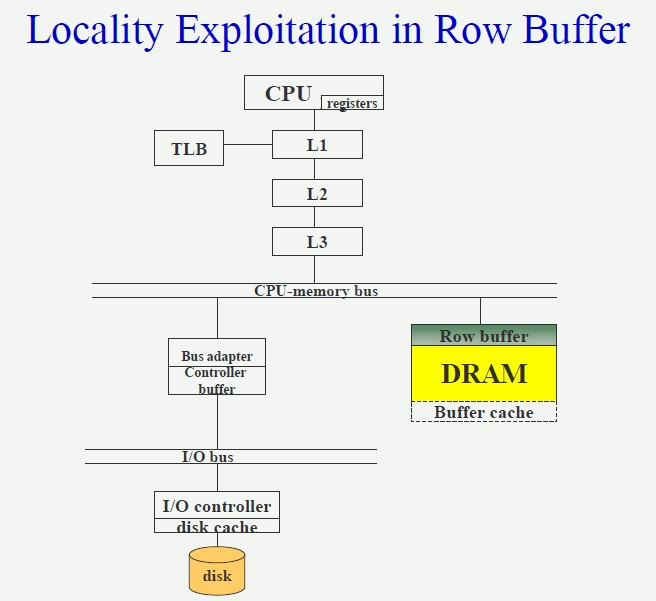 Locality Exploitation in Row Buffer
CPU
registers
TLB
L1
L2
L3
CPU-memory bus
Bus adapter
Controller
buffer
Row buffer
DRAM
Buffer cache
I/O bus
I/O controller
disk cache
disk